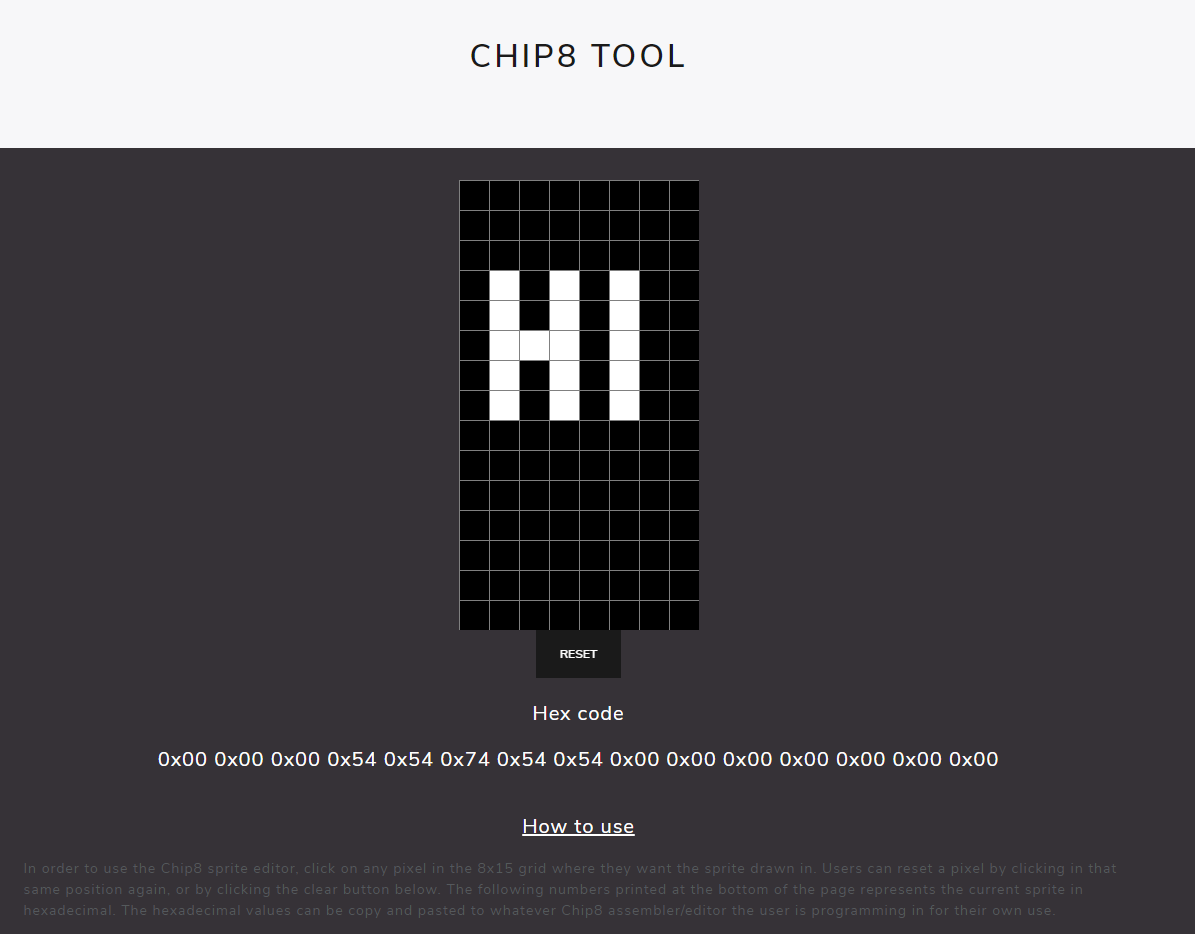 CHIP8 TOOL
HI
RESET
Hex code
0x00 0x00 0x00 0x54 0x54 0x74 0x54 0x54 0x00 0x00 0x00 0x00 0x00 0x00 0x00
How to use
In order to use the Chip8 sprite editor, click on any pixel in the 8x15 grid where they want the sprite drawn in. Users can reset a pixel by clicking in that
same position again, or by clicking the clear button below. The following numbers printed at the bottom of the page represents the current sprite in
hexadecimal. The hexadecimal values can be copy and pasted to whatever Chip8 assembler/editor the user is programming in for their own use.